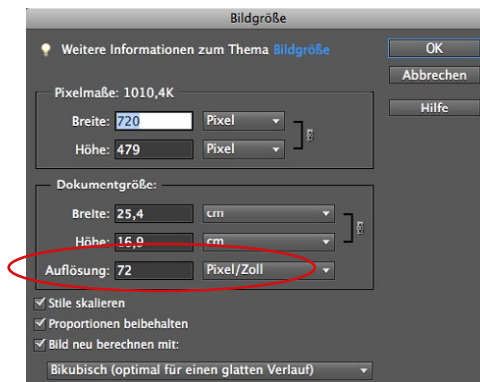 Bildgröße
Weitere Informationen zum Thema Bildgröße
OK
Abbrechen
Hilfe
Pixelmaße: 1010,4K
Breite: 720 Pixel
Höhe: 479 Pixel
Dokumentgröße:
Breite: 25,4 cm
Höhe: 16,9 cm
Auflösung: 72 Pixel/Zoll
Stile skalieren
Proportionen beibehalten
Bild neu berechnen mit:
Bikubisch (optimal für einen glatten Verlauf)